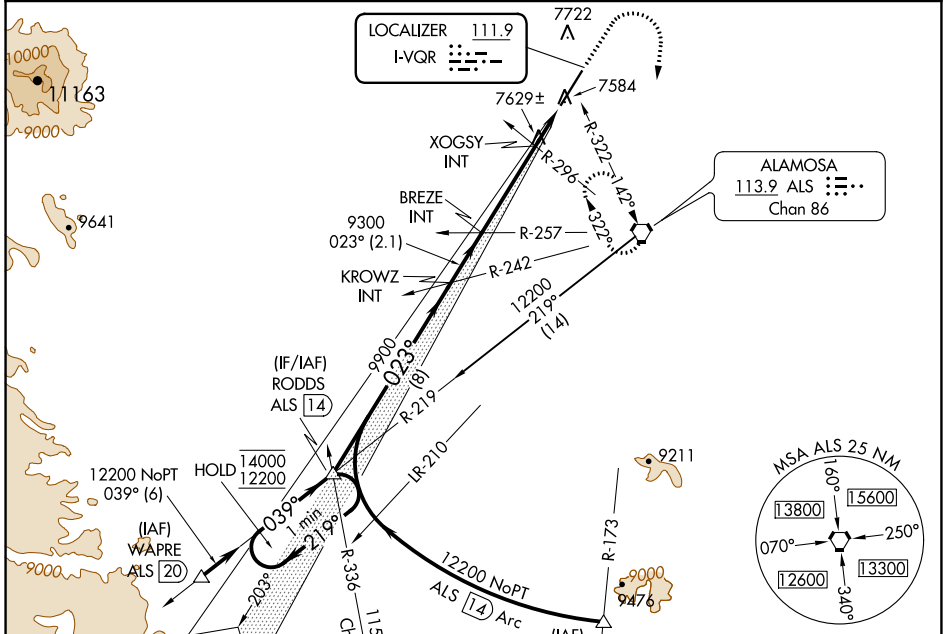 LOCALIZER 111.9
I-VQR
7722
10000
11163
9000
7629±
7584
XOGSY
INT
R-322
142°
R-296
ALAMOSA
113.9 ALS
Chan 86
9641
BREZE
INT
322°
9300
023° (2.1)
R-257
KROWZ
INT
R-242
12200
219°
(14)
9900
023°
(8)
(IF/IAF)
RODDS
ALS 14
R-219
LR-210
9211
12200 NoPT
039° (6)
HOLD 14000
12200
039°
1 min
219°
(IAF)
WAPRE
ALS 20
9000
203°
R-336
115
Ch
12200 NoPT
ALS 14 Arc
R-173
9000
9476
(IAF)
MSA ALS 25 NM
160°
13800
15600
070°
250°
12600
13300
340°